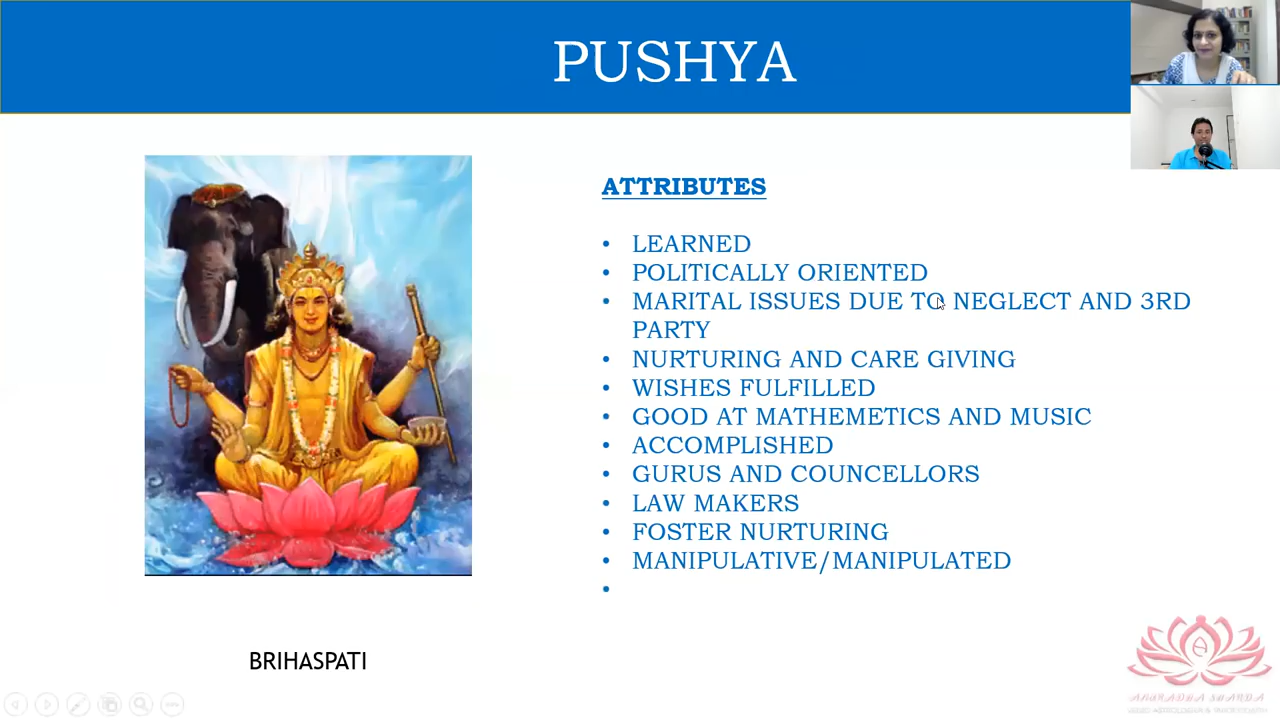 PUSHYA
ATTRIBUTES
• LEARNED
• POLITICALLY ORIENTED
• MARITAL ISSUES DUE TO NEGLECT AND 3RD
PARTY
• NURTURING AND CARE GIVING
• WISHES FULFILLED
• GOOD AT MATHEMETICS AND MUSIC
• ACCOMPLISHED
• GURUS AND COUNCELLORS
• LAW MAKERS
• FOSTER NURTURING
• MANIPULATIVE/MANIPULATED
•
BRIHASPATI